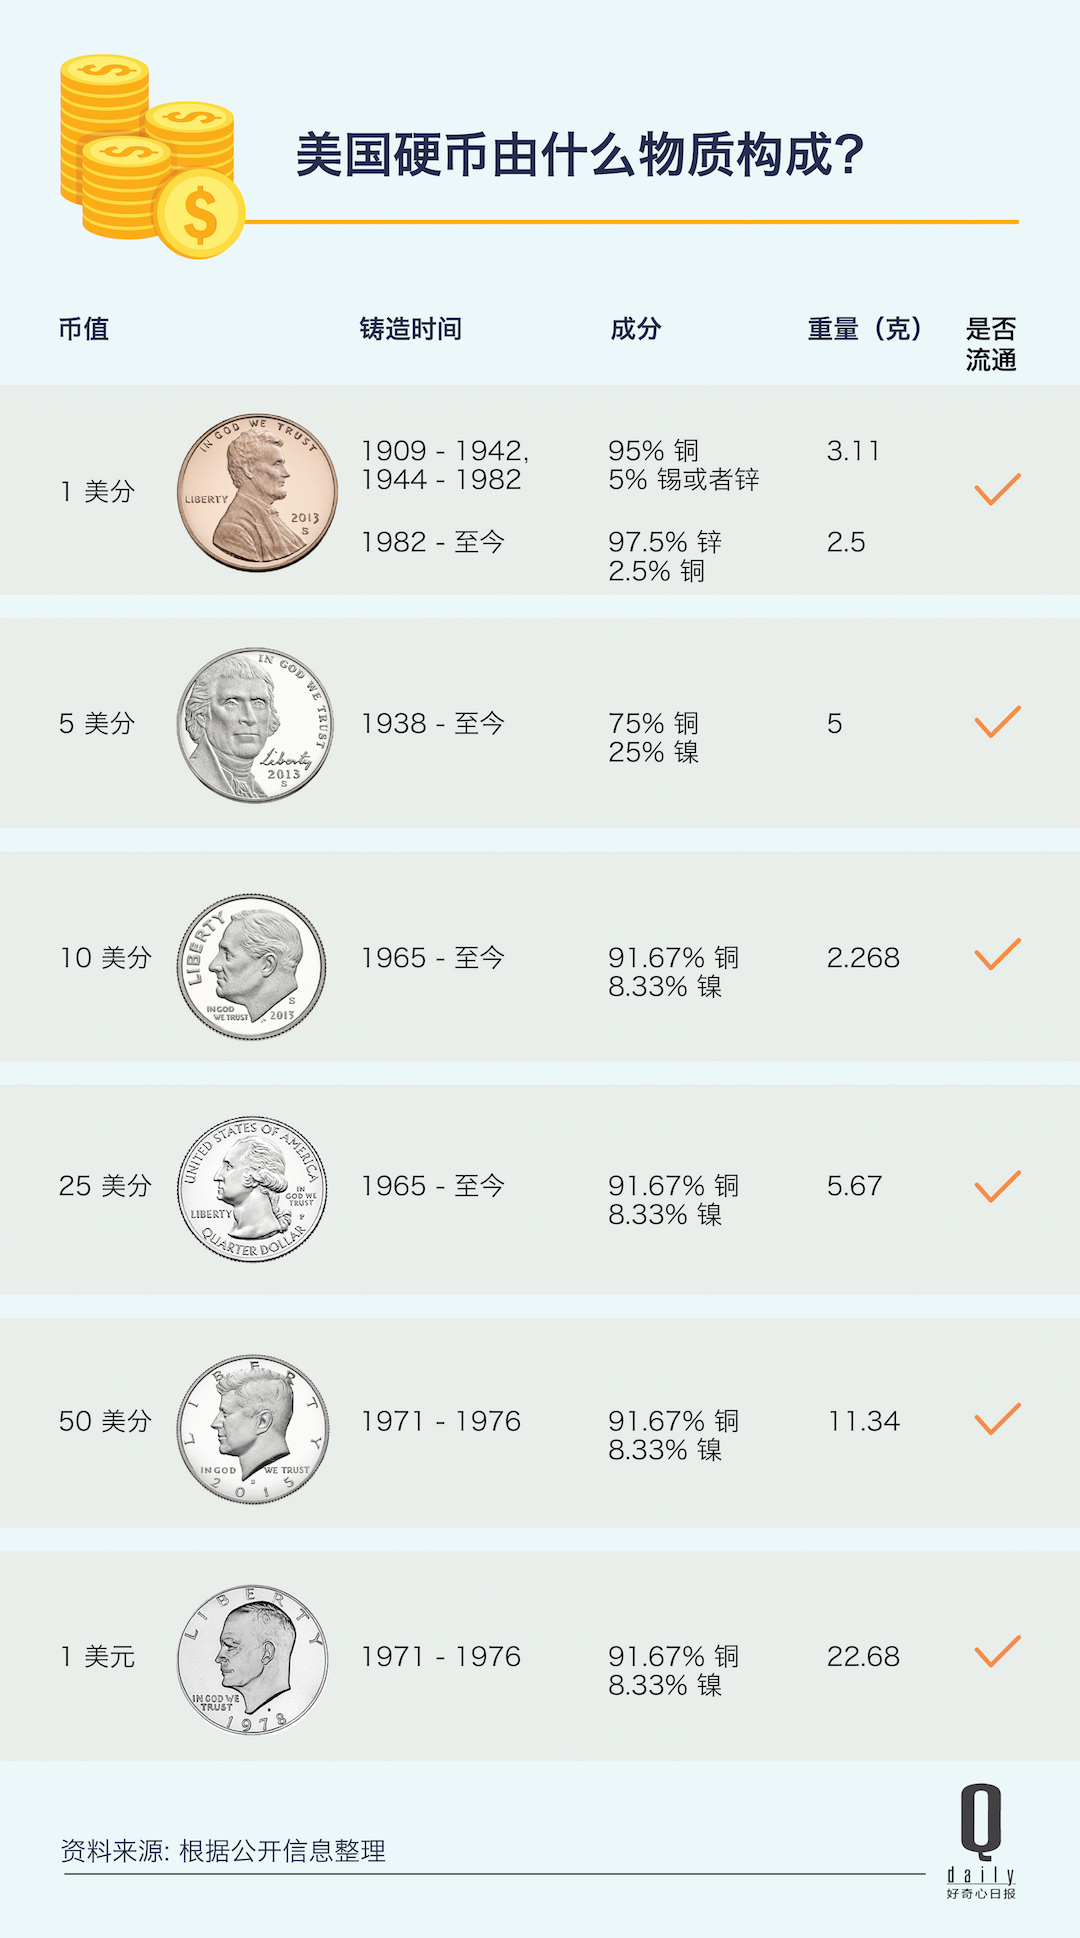 美国硬币由什么物质构成?
币值 铸造时间 成分 重量（克） 是否
流通
IN GOD WE TRUST
LIBERTY
2013
S
1 美分
1909 - 1942,
1944 - 1982
95% 铜
5% 锡或者锌
3.11
1982 - 至今
97.5% 锌
2.5% 铜
2.5
5 美分
IN GOD WE TRUST
Liberty
2013
S
1938 - 至今
75% 铜
25% 镍
5
10 美分
LIBERTY
IN GOD
WE TRUST
S
2013
1965 - 至今
91.67% 铜
8.33% 镍
2.268
25 美分
UNITED STATES OF AMERICA
IN
GOD WE
TRUST
LIBERTY
P
QUARTER DOLLAR
1965 - 至今
91.67% 铜
8.33% 镍
5.67
50 美分
LIBERTY
IN GOD WE TRUST
S
2015
1971 - 1976
91.67% 铜
8.33% 镍
11.34
1 美元
LIBERTY
IN GOD WE
TRUST
1978
1971 - 1976
91.67% 铜
8.33% 镍
22.68
资料来源: 根据公开信息整理
Q
daily
好奇心日报